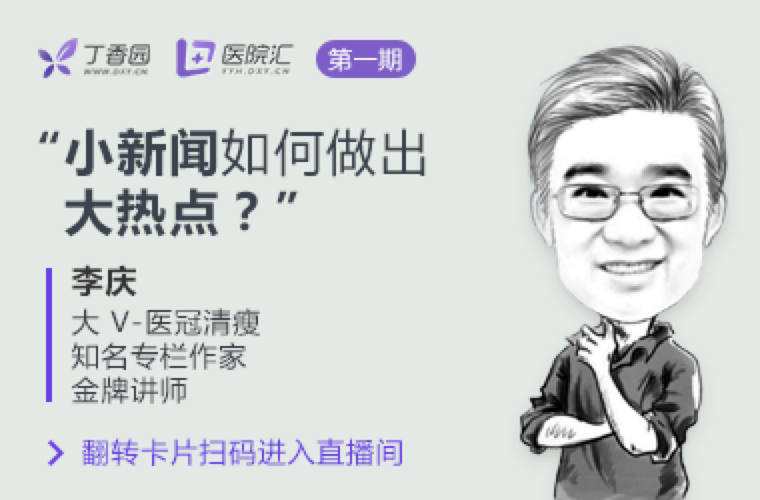 丁香园
WWW.DXY.CN
医院汇
YYH.DXY.CN
第一期
“小新闻如何做出
大热点？”
李庆
大 V-医冠清瘦
知名专栏作家
金牌讲师
翻转卡片扫码进入直播间